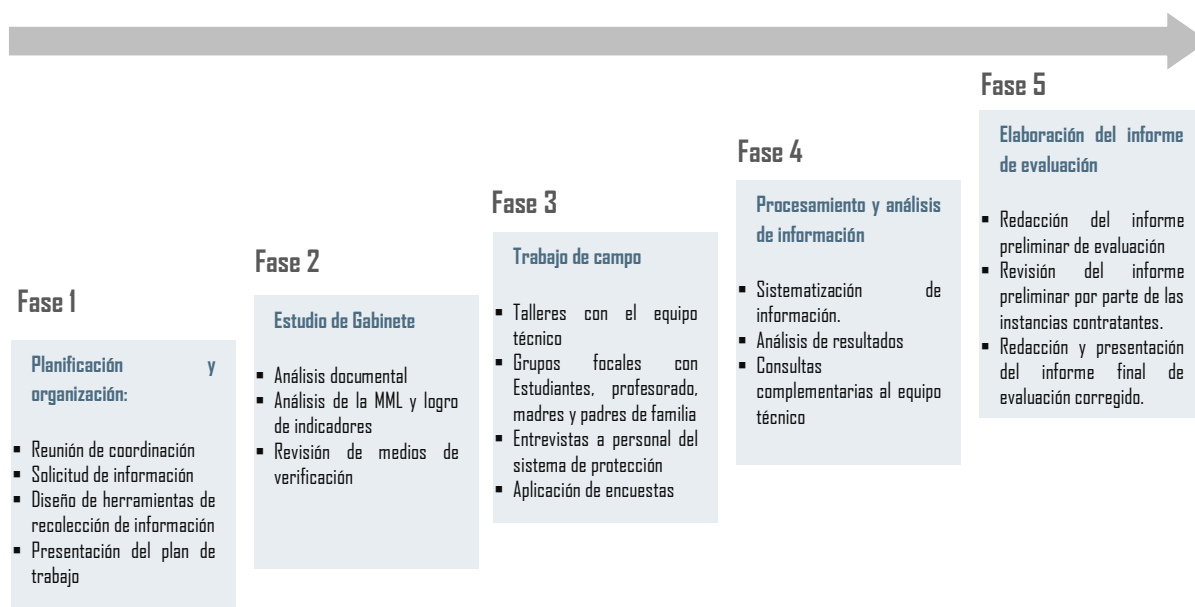 Fase 1
Planificación y
organización:
▪ Reunión de coordinación
▪ Solicitud de información
▪ Diseño de herramientas de
recolección de información
▪ Presentación del plan de
trabajo
Fase 2
Estudio de Gabinete
▪ Análisis documental
▪ Análisis de la MML y logro
de indicadores
▪ Revisión de medios de
verificación
Fase 3
Trabajo de campo
▪ Talleres con el equipo
técnico
▪ Grupos focales con
Estudiantes, profesorado,
madres y padres de familia
▪ Entrevistas a personal del
sistema de protección
▪ Aplicación de encuestas
Fase 4
Procesamiento y análisis
de información
▪ Sistematización de
información.
▪ Análisis de resultados
▪ Consultas
complementarias al equipo
técnico
Fase 5
Elaboración del informe
de evaluación
▪ Redacción del informe
preliminar de evaluación
▪ Revisión del informe
preliminar por parte de las
instancias contratantes.
▪ Redacción y presentación
del informe final de
evaluación corregido.